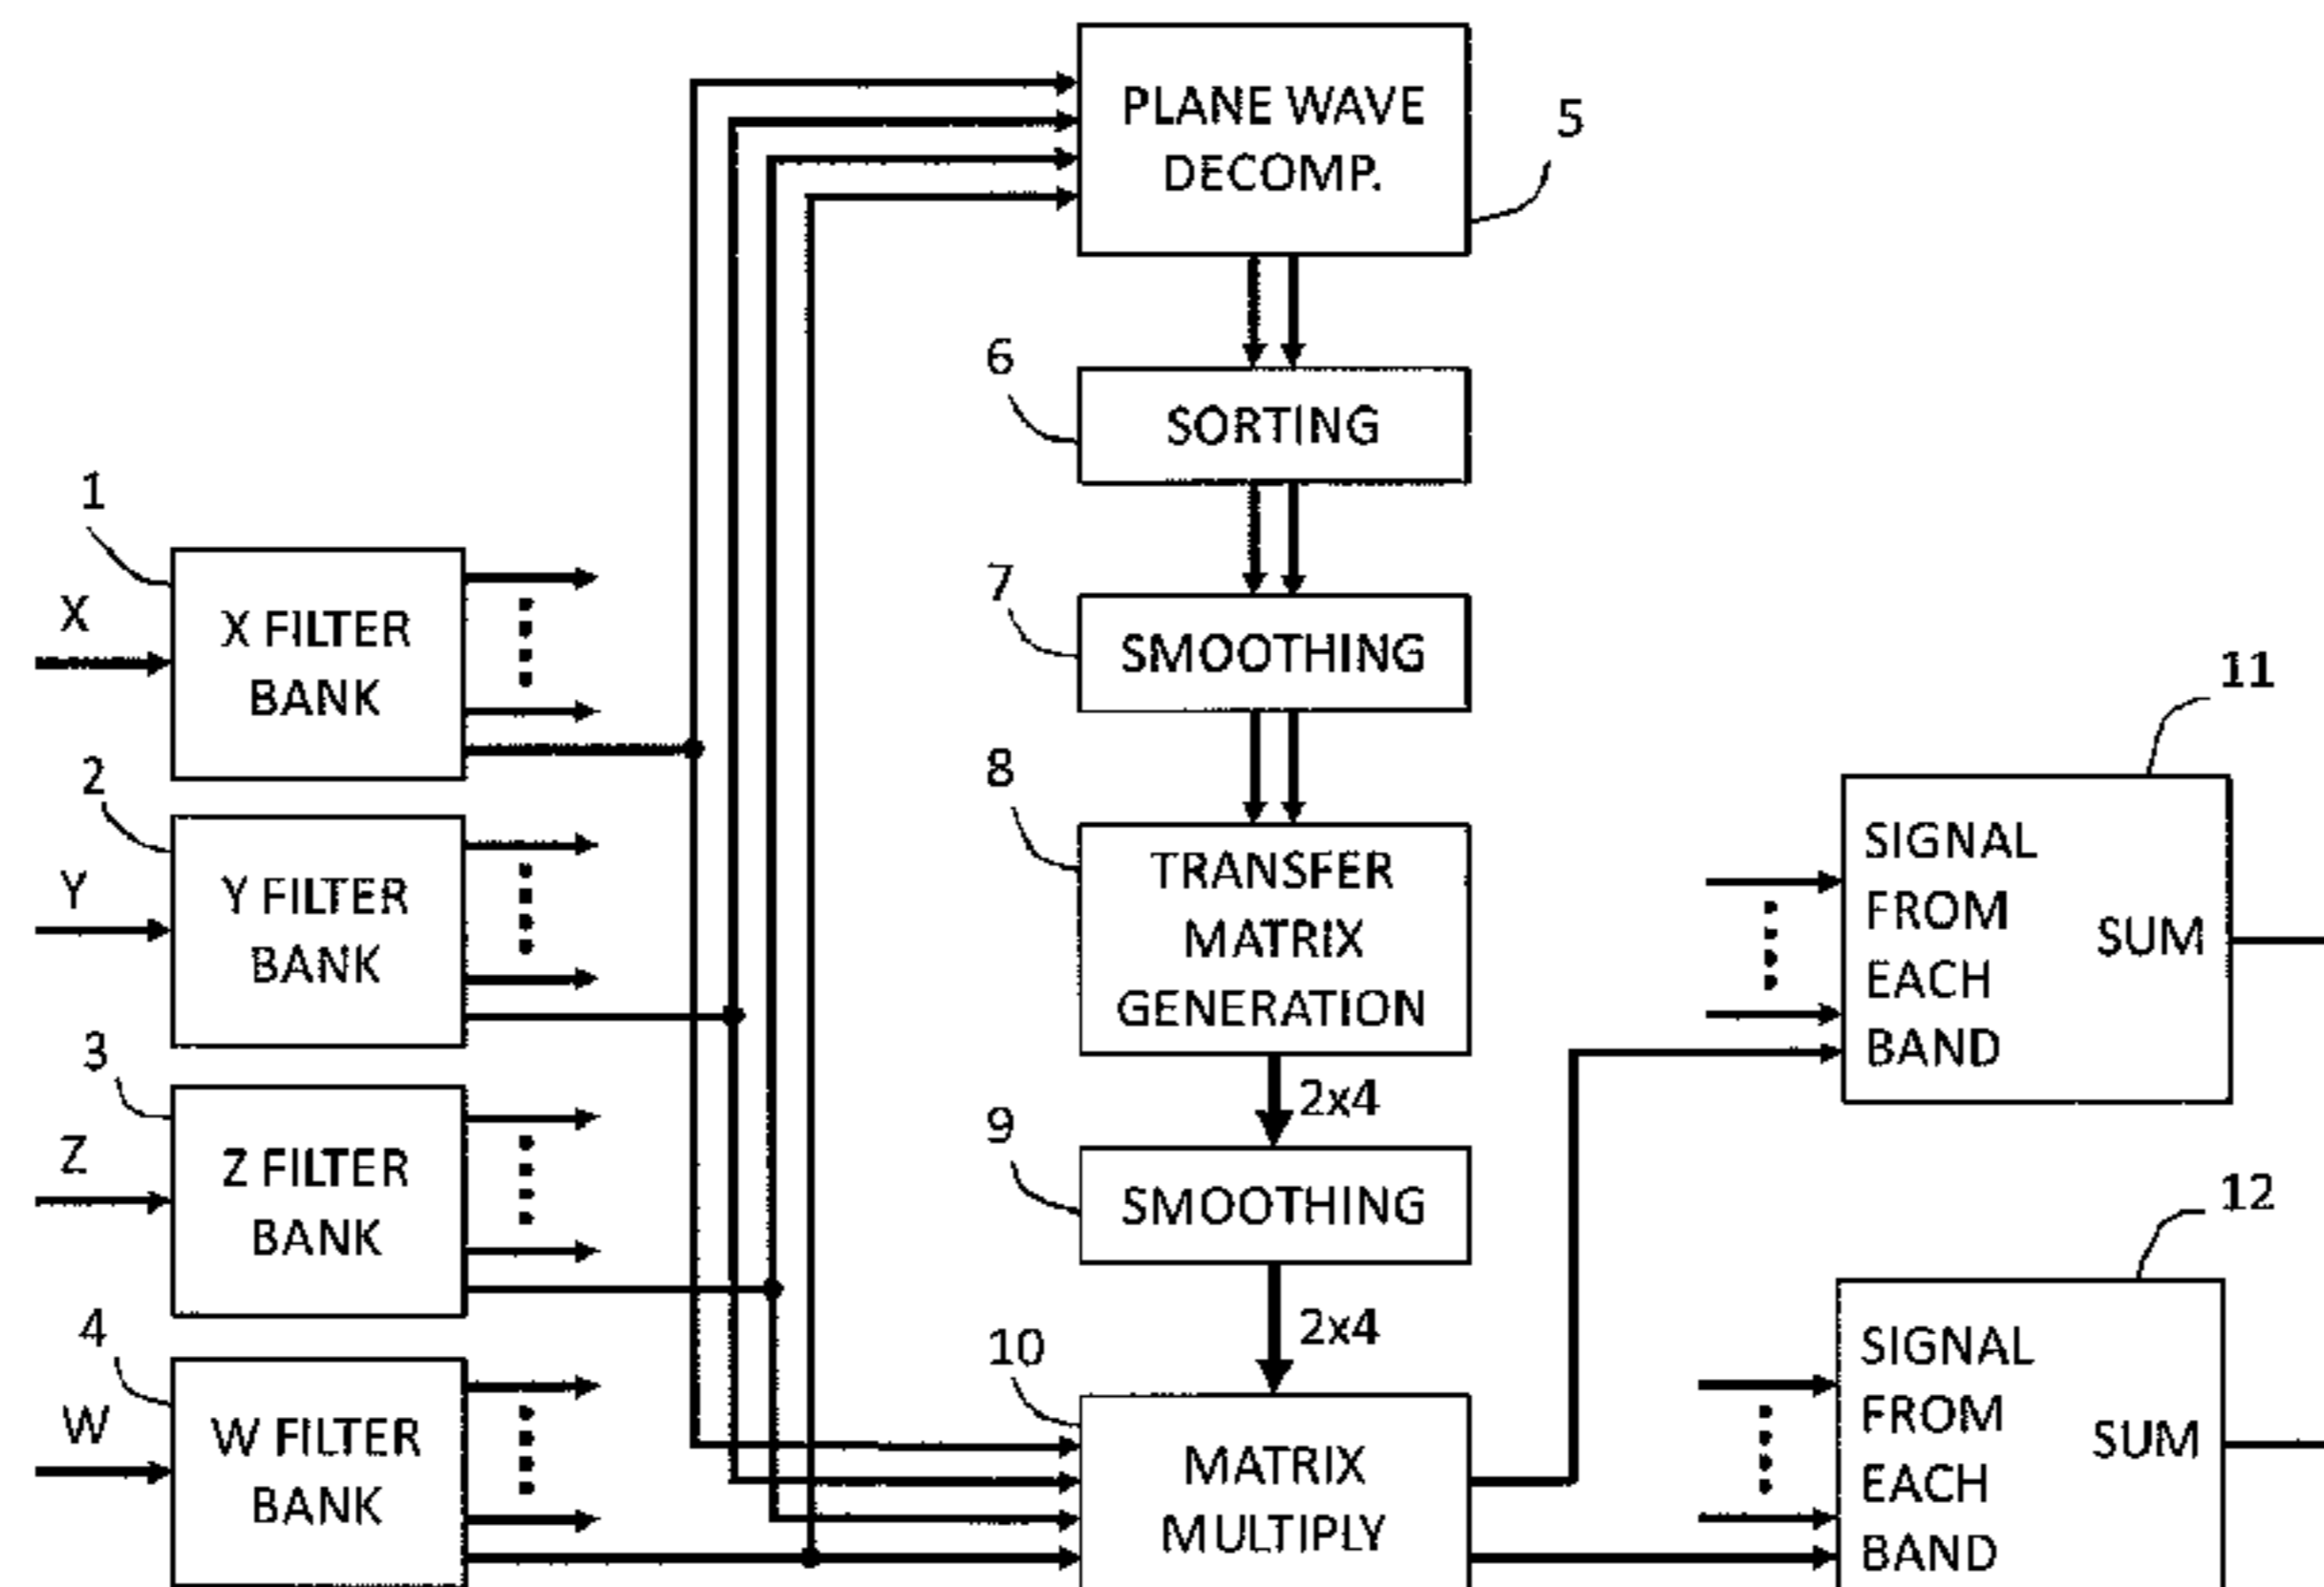 PLANE WAVE
DECOMP.
5
6
SORTING
7
SMOOTHING
8
TRANSFER
MATRIX
GENERATION
2x4
9
SMOOTHING
2x4
10
MATRIX
MULTIPLY
1
X
X FILTER
BANK
2
Y
Y FILTER
BANK
3
Z
Z FILTER
BANK
4
W
W FILTER
BANK
11
SIGNAL
FROM
EACH
BAND
SUM
12
SIGNAL
FROM
EACH
BAND
SUM